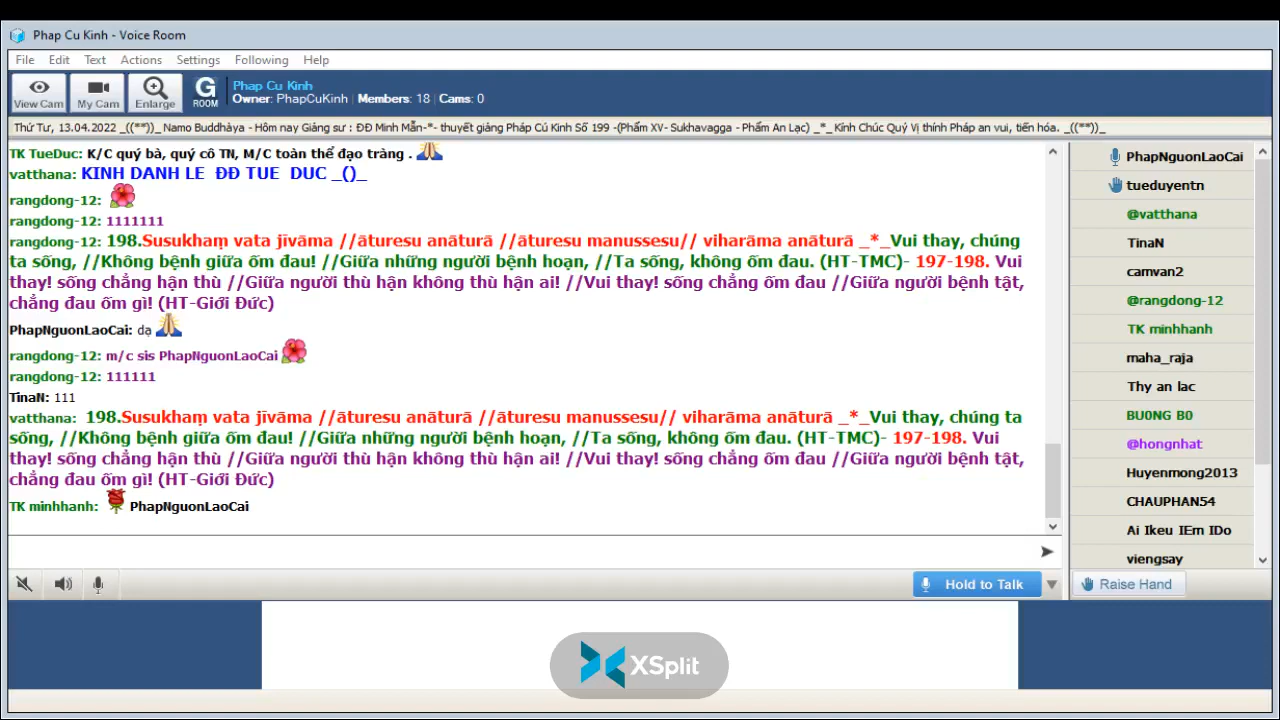 Phap Cu Kinh - Voice Room
File Edit Text Actions Settings Following Help
View Cam My Cam Enlarge G ROOM
Phap Cu Kinh
Owner: PhapCuKinh | Members: 18 | Cams: 0
Thứ Tư, 13.04.2022 _((**))_ Namo Buddhàya - Hôm nay Giảng sư : ĐĐ Minh Mẫn-*- thuyết giảng Pháp Cú Kinh Số 199 -(Phẩm XV- Sukhavagga - Phẩm An Lạc) _*_ Kính Chúc Quý Vị thính Pháp an vui, tiến hóa. _((**))_
TK TueDuc: K/C quý bà, quý cô TN, M/C toàn thể đạo tràng .
vatthana: KINH DANH LE ĐĐ TUE DUC _()_
rangdong-12:
rangdong-12: 1111111
rangdong-12: 198.Susukhaṃ vata jīvāma //āturesu anāturā //āturesu manussesu// viharāma anāturā _*_Vui thay, chúng
ta sống, //Không bệnh giữa ốm đau! //Giữa những người bệnh hoạn, //Ta sống, không ốm đau. (HT-TMC)- 197-198. Vui
thay! sống chẳng hận thù //Giữa người thù hận không thù hận ai! //Vui thay! sống chẳng ốm đau //Giữa người bệnh tật,
chẳng đau ốm gì! (HT-Giới Đức)
PhapNguonLaoCai: dạ
rangdong-12: m/c sis PhapNguonLaoCai
rangdong-12: 111111
TinaN: 111
vatthana: 198.Susukhaṃ vata jīvāma //āturesu anāturā //āturesu manussesu// viharāma anāturā _*_Vui thay, chúng ta
sống, //Không bệnh giữa ốm đau! //Giữa những người bệnh hoạn, //Ta sống, không ốm đau. (HT-TMC)- 197-198. Vui
thay! sống chẳng hận thù //Giữa người thù hận không thù hận ai! //Vui thay! sống chẳng ốm đau //Giữa người bệnh tật,
chẳng đau ốm gì! (HT-Giới Đức)
TK minhhanh: PhapNguonLaoCai
PhapNguonLaoCai
tueduyentn
@vatthana
TinaN
camvan2
@rangdong-12
TK minhhanh
maha_raja
Thy an lac
BU0NG B0
@hongnhat
Huyenmong2013
CHAUPHAN54
Ai Ikeu IEm IDo
viengsay
Hold to Talk
Raise Hand
XSplit